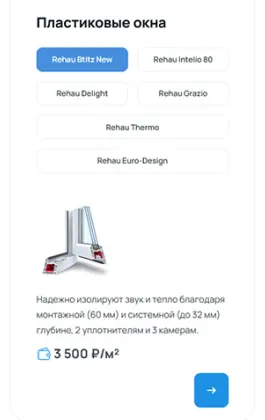 Пластиковые окна
Rehau Btitz New
Rehau Intelio 80
Rehau Delight
Rehau Grazio
Rehau Thermo
Rehau Euro-Design
Надежно изолируют звук и тепло благодаря
монтажной (60 мм) и системной (до 32 мм)
глубине, 2 уплотнителям и 3 камерам.
3 500 ₽/м²